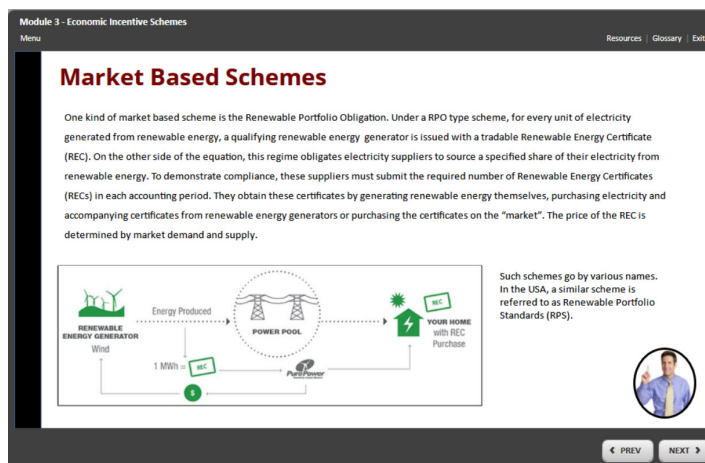 Module 3 - Economic Incentive Schemes
Menu
Resources | Glossary | Exit
Market Based Schemes
One kind of market based scheme is the Renewable Portfolio Obligation. Under a RPO type scheme, for every unit of electricity
generated from renewable energy, a qualifying renewable energy generator is issued with a tradable Renewable Energy Certificate
(REC). On the other side of the equation, this regime obligates electricity suppliers to source a specified share of their electricity from
renewable energy. To demonstrate compliance, these suppliers must submit the required number of Renewable Energy Certificates
(RECs) in each accounting period. They obtain these certificates by generating renewable energy themselves, purchasing electricity and
accompanying certificates from renewable energy generators or purchasing the certificates on the “market”. The price of the REC is
determined by market demand and supply.
RENEWABLE
ENERGY GENERATOR
Wind
Energy Produced
1 MWh =
REC
$
POWER POOL
PurePower
REC
YOUR HOME
with REC
Purchase
Such schemes go by various names.
In the USA, a similar scheme is
referred to as Renewable Portfolio
Standards (RPS).
PREV
NEXT